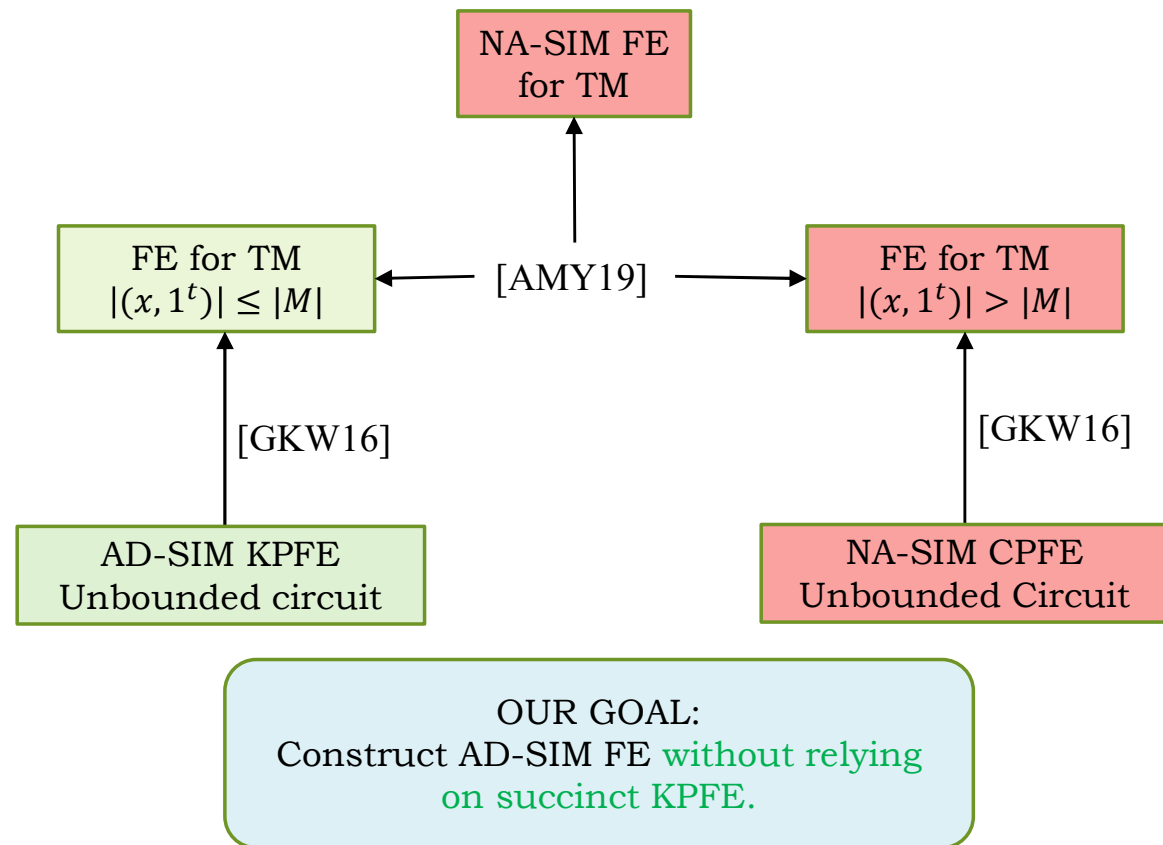 NA-SIM FE
for TM
FE for TM
|(x, 1^t)| ≤ |M|
[AMY19]
FE for TM
|(x, 1^t)| > |M|
[GKW16]
[GKW16]
AD-SIM KPFE
Unbounded circuit
NA-SIM CPFE
Unbounded Circuit
OUR GOAL:
Construct AD-SIM FE without relying
on succinct KPFE.